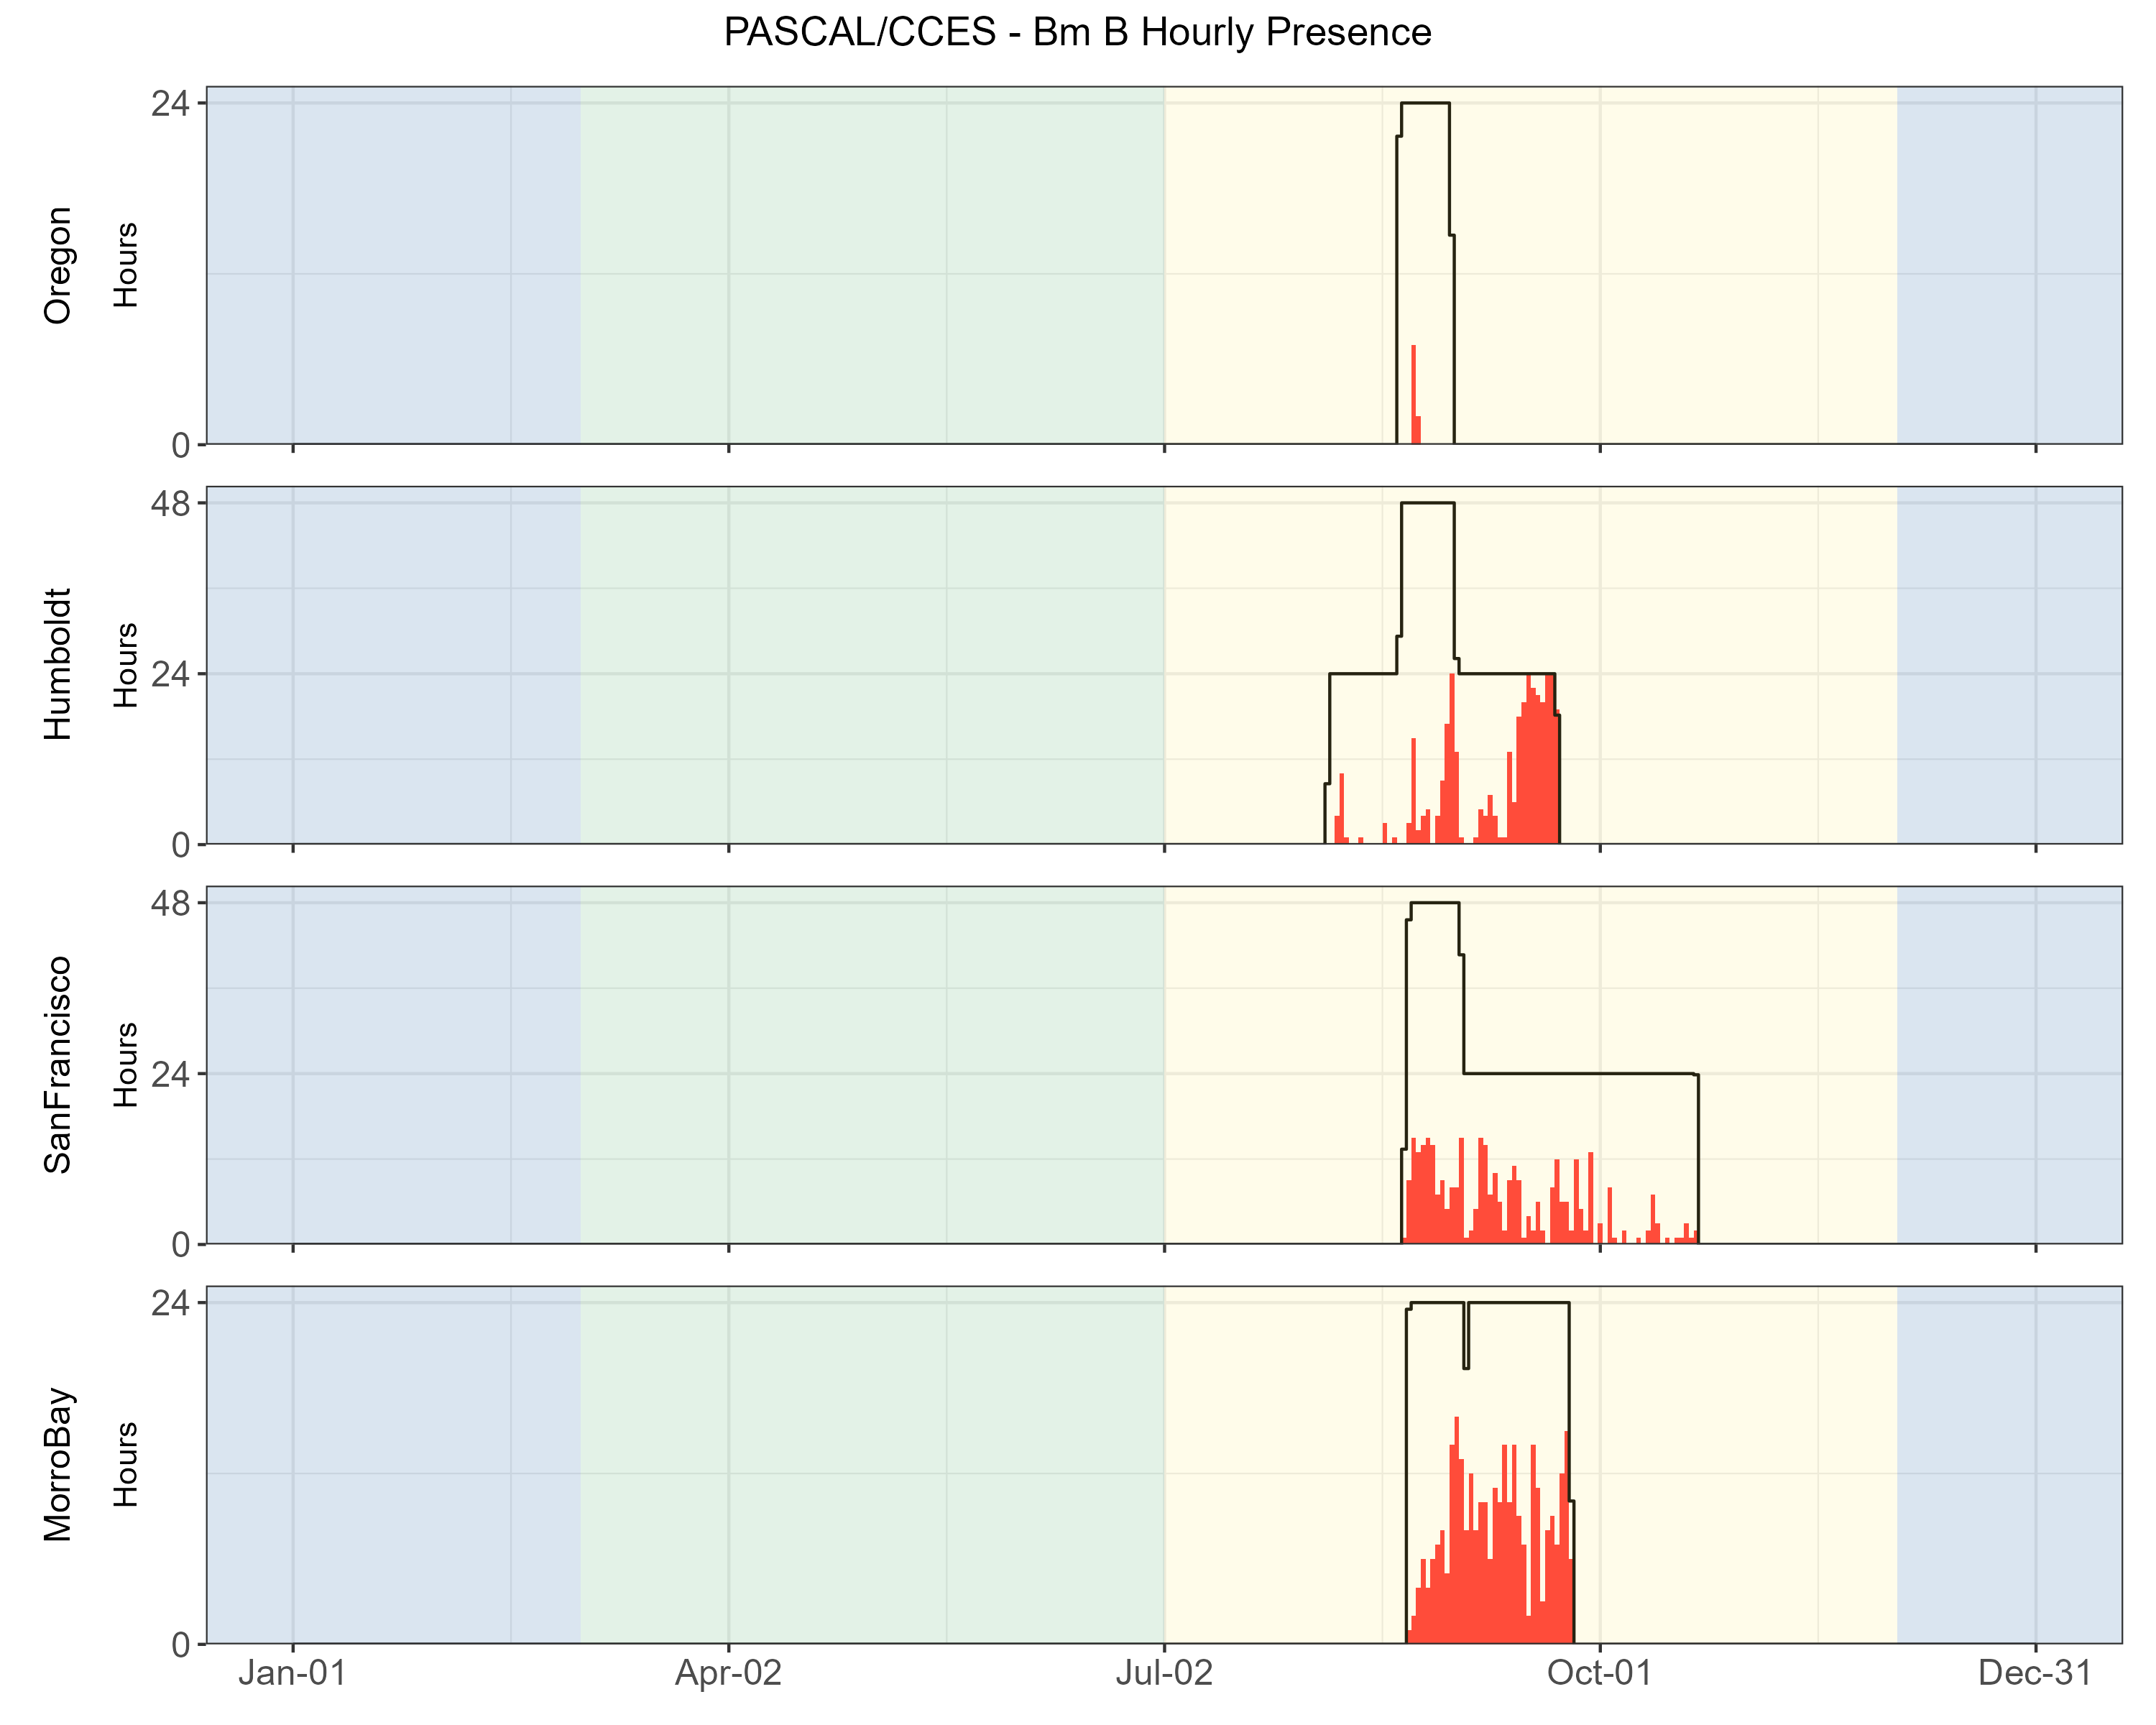 PASCAL/CCES - Bm B Hourly Presence
Oregon
Hours
24
0
Humboldt
Hours
48
24
0
SanFrancisco
Hours
48
24
0
MorroBay
Hours
24
0
Jan-01 Apr-02 Jul-02 Oct-01 Dec-31